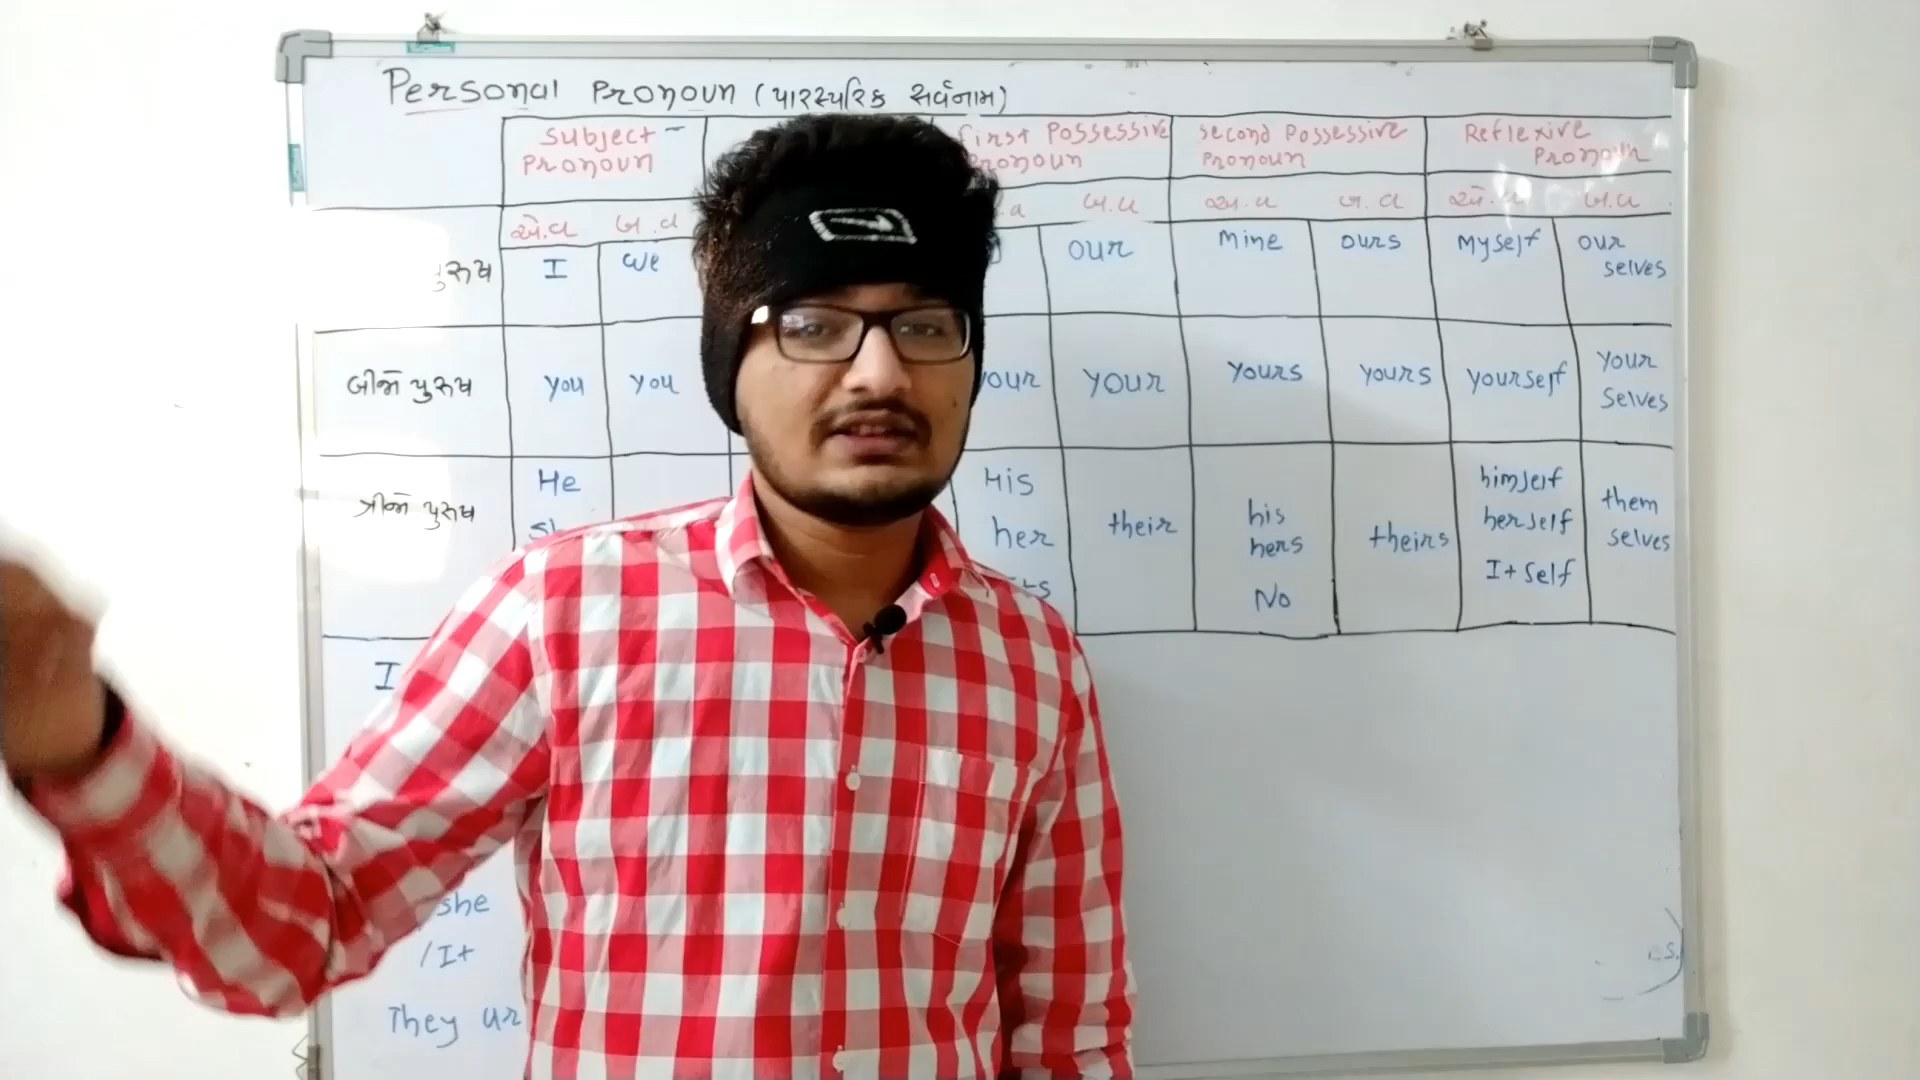 Personal Pronoun (પારસ્પરિક સર્વનામ)
Subject Pronoun
First Possessive Pronoun
Second Possessive Pronoun
Reflexive Pronoun
એ.વ બ.વ બ.વ એ.વ બ.વ એ.વ બ.વ
પુરુષ I We our Mine ours Myself our selves
બીજો પુરુષ you you your your yours yours yourself your selves
ત્રીજો પુરુષ
He His himself
her their his theirs herself them selves
hers
No It self
I
she
/It
They